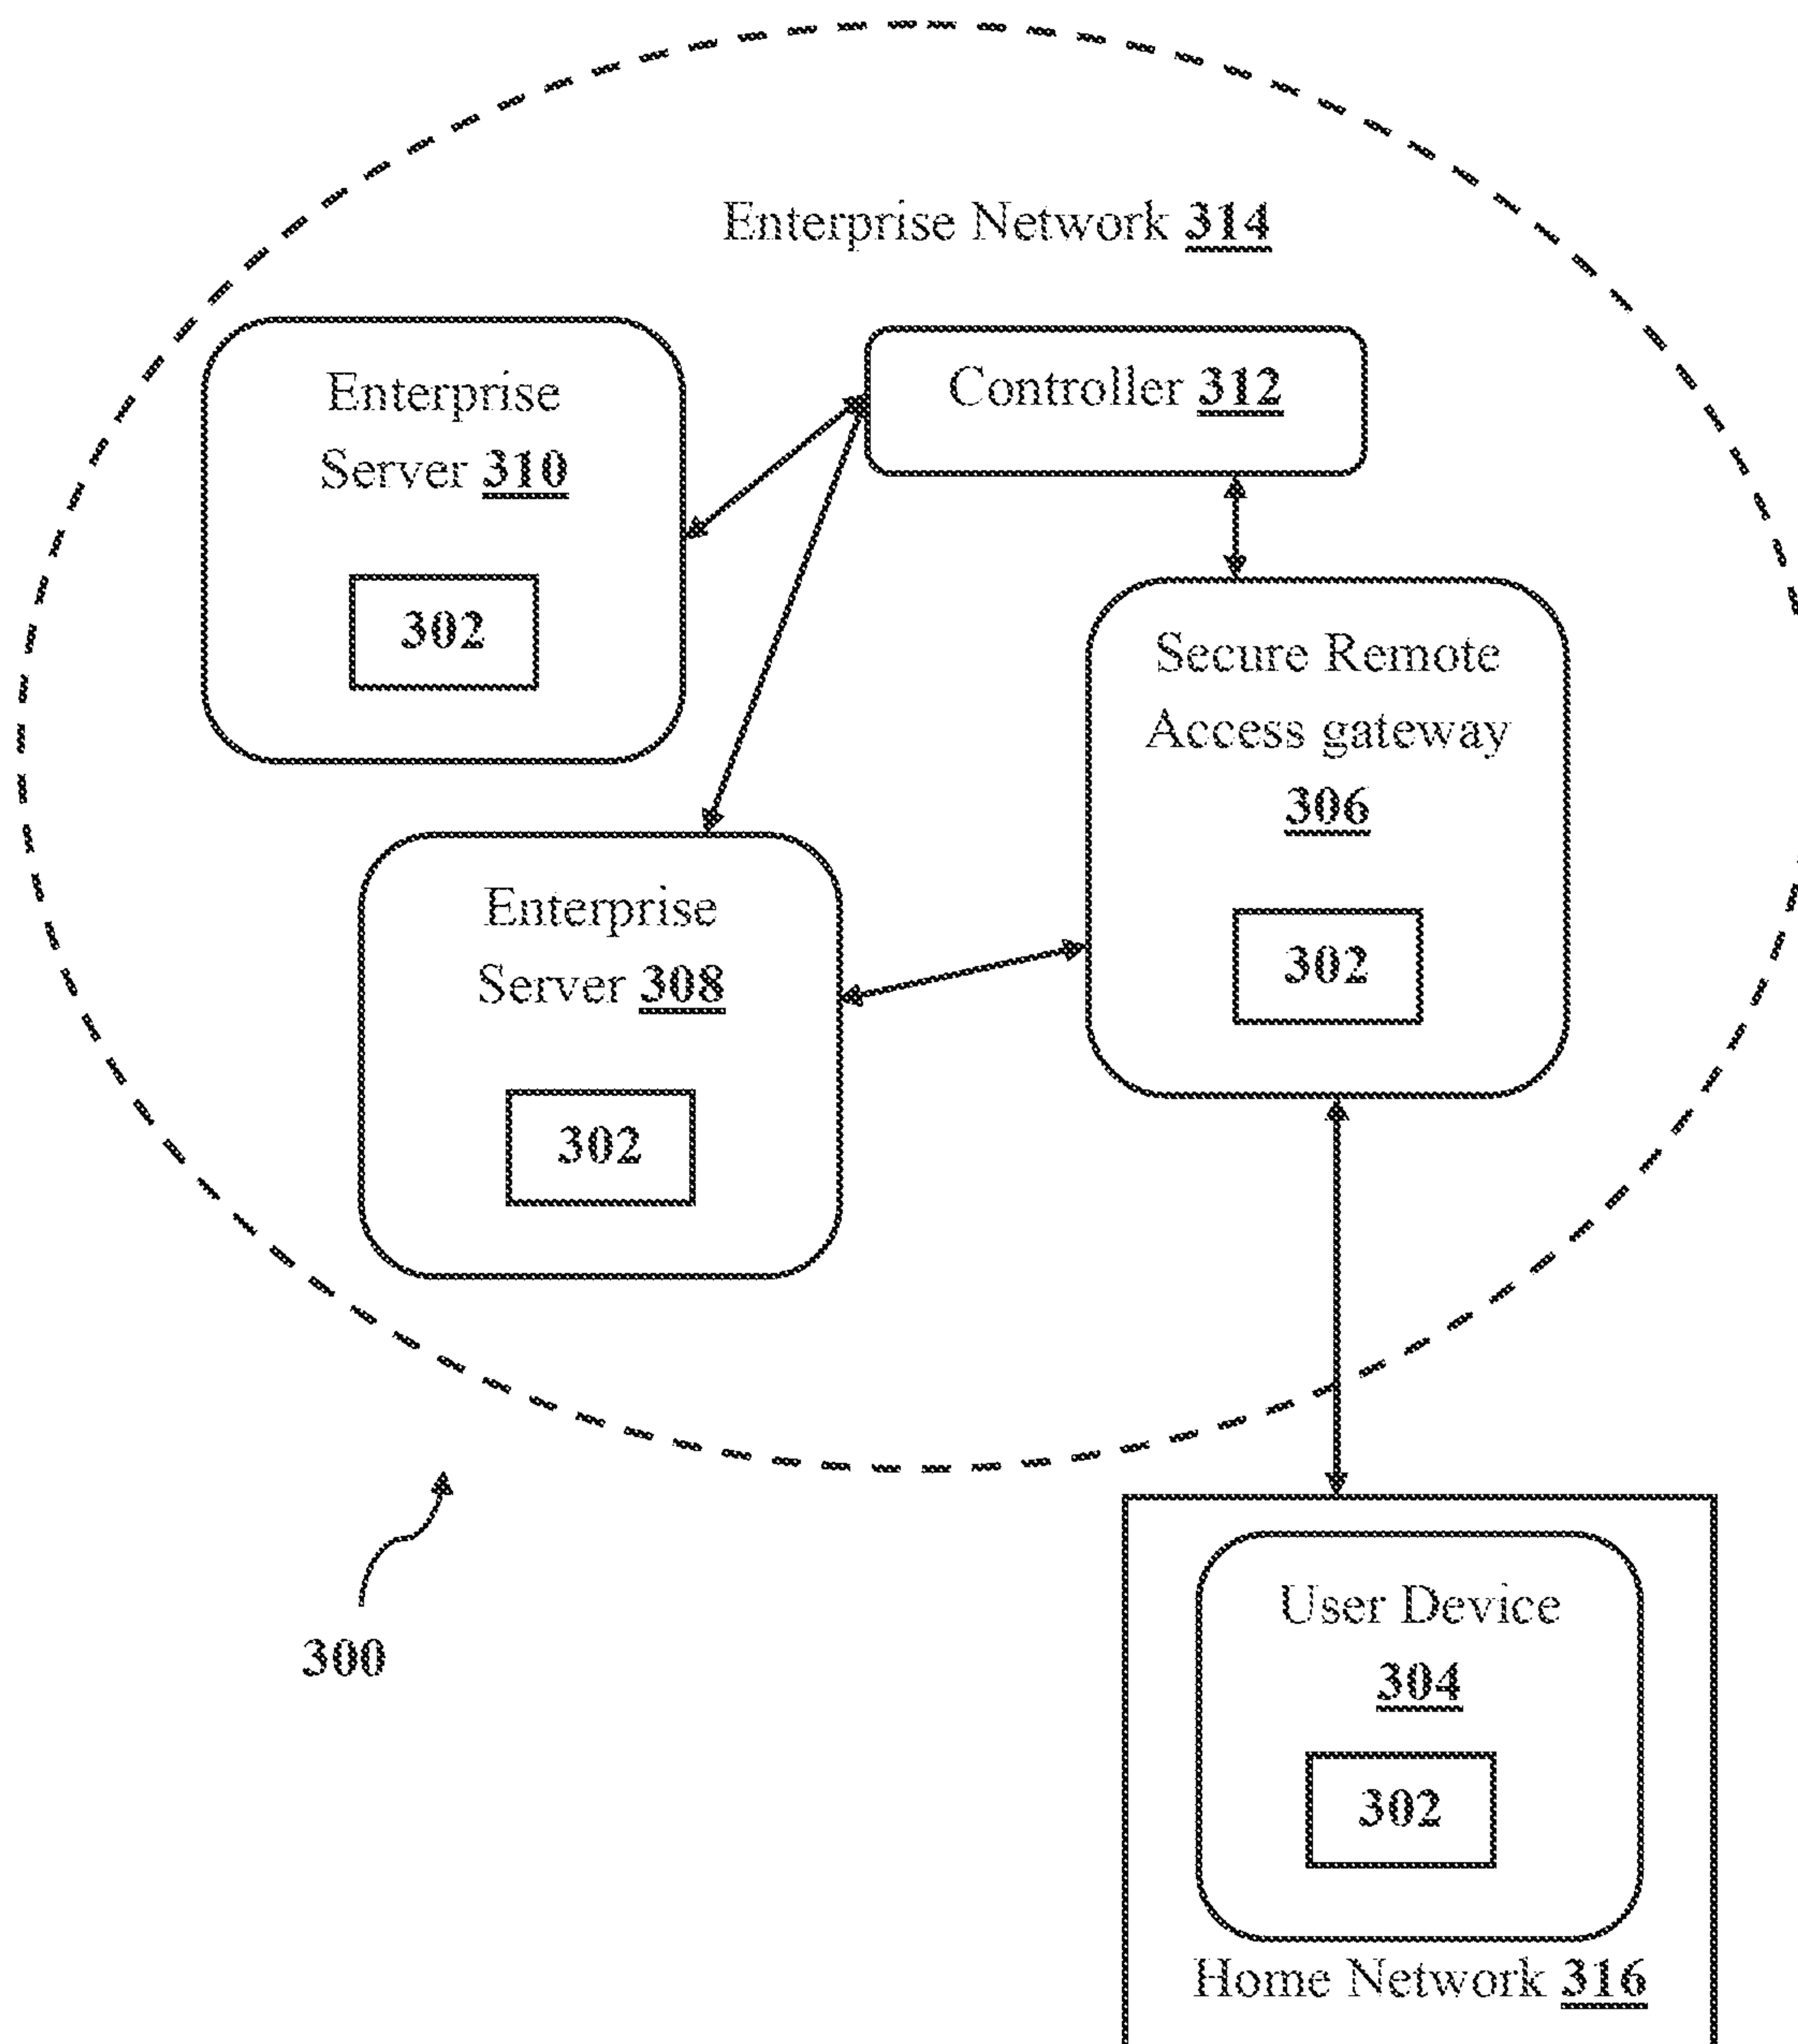 Enterprise Network 314
Enterprise
Server 310
302
Controller 312
Secure Remote
Access gateway
306
302
Enterprise
Server 308
302
300
User Device
304
302
Home Network 316